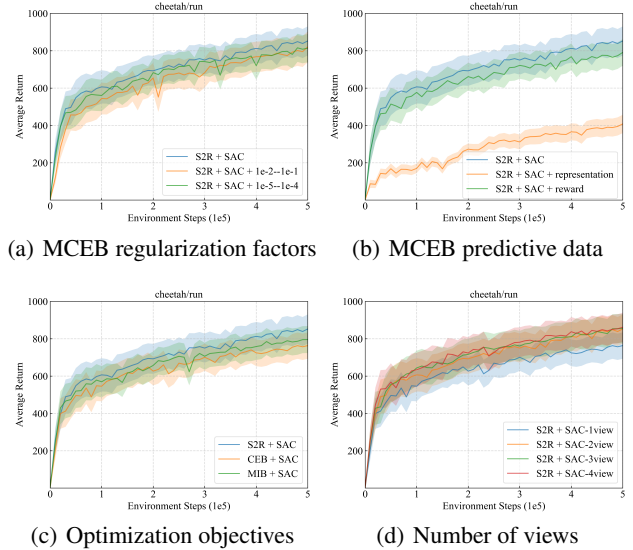 cheetah/run
1000
800
600
400
200
0
1
2
3
4
5
Average Return
Environment Steps (1e5)
S2R + SAC
S2R + SAC + 1e-2--1e-1
S2R + SAC + 1e-5--1e-4
(a) MCEB regularization factors
cheetah/run
1000
800
600
400
200
0
1
2
3
4
5
Average Return
Environment Steps (1e5)
S2R + SAC
S2R + SAC + representation
S2R + SAC + reward
(b) MCEB predictive data
cheetah/run
1000
800
600
400
200
0
1
2
3
4
5
Average Return
Environment Steps (1e5)
S2R + SAC
CEB + SAC
MIB + SAC
(c) Optimization objectives
cheetah/run
1000
800
600
400
200
0
1
2
3
4
5
Average Return
Environment Steps (1e5)
S2R + SAC-1view
S2R + SAC-2view
S2R + SAC-3view
S2R + SAC-4view
(d) Number of views